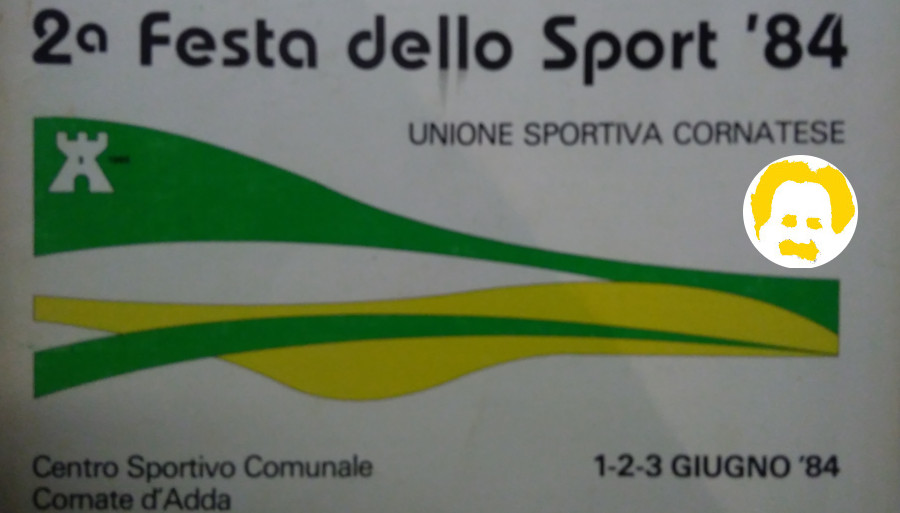 2a Festa dello Sport '84
UNIONE SPORTIVA CORNATESE
Centro Sportivo Comunale
Cornate d'Adda
1-2-3 GIUGNO '84